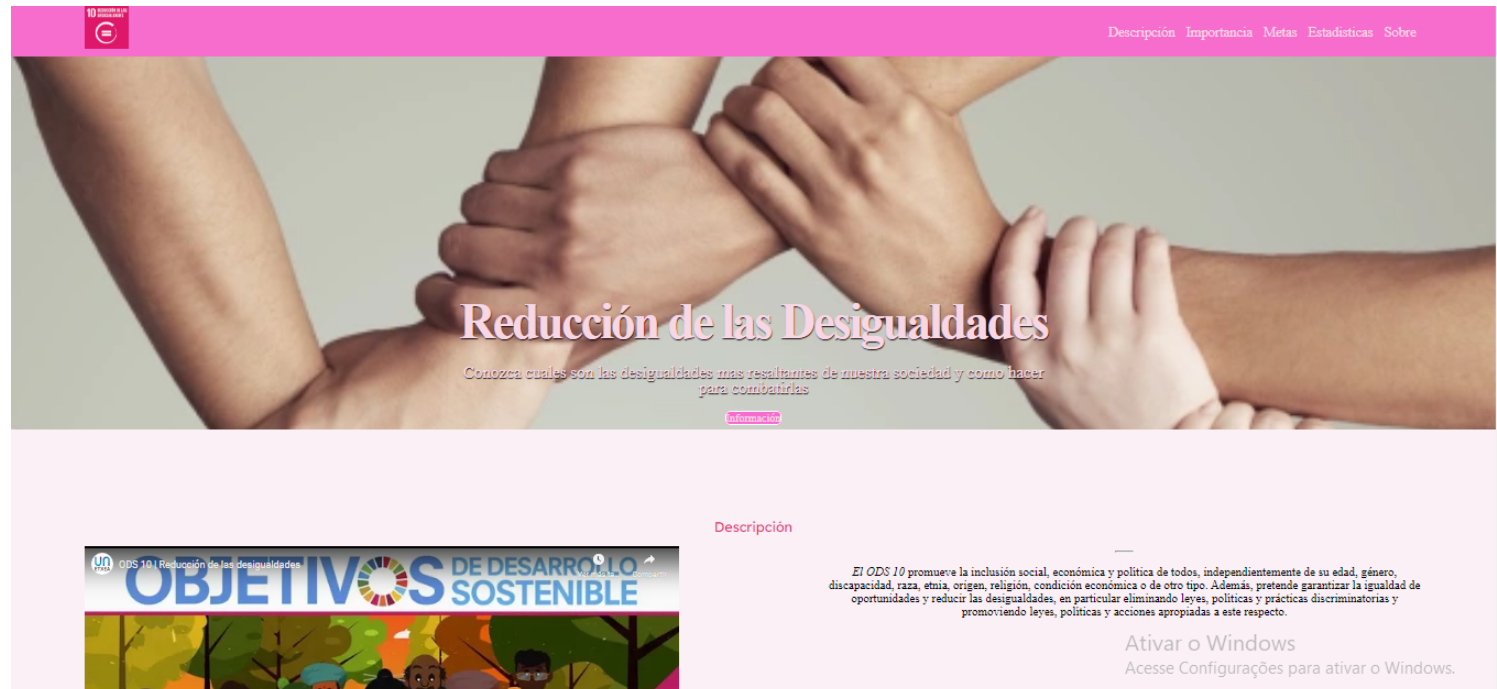 10 REDUCCIÓN DE LAS
DESIGUALDADES
Descripción Importancia Metas Estadisticas Sobre
Reducción de las Desigualdades
Conozca cuales son las desigualdades mas resaltantes de nuestra sociedad y como hacer
para combatirlas
Información
Descripción
UN
ETXEA
ODS 10 | Reducción de las desigualdades
OBJETIVOS DE DESARROLLO
SOSTENIBLE
El ODS 10 promueve la inclusión social, económica y política de todos, independientemente de su edad, género,
discapacidad, raza, etnia, origen, religión, condición económica o de otro tipo. Además, pretende garantizar la igualdad de
oportunidades y reducir las desigualdades, en particular eliminando leyes, políticas y prácticas discriminatorias y
promoviendo leyes, políticas y acciones apropiadas a este respecto.
Ativar o Windows
Acesse Configurações para ativar o Windows.